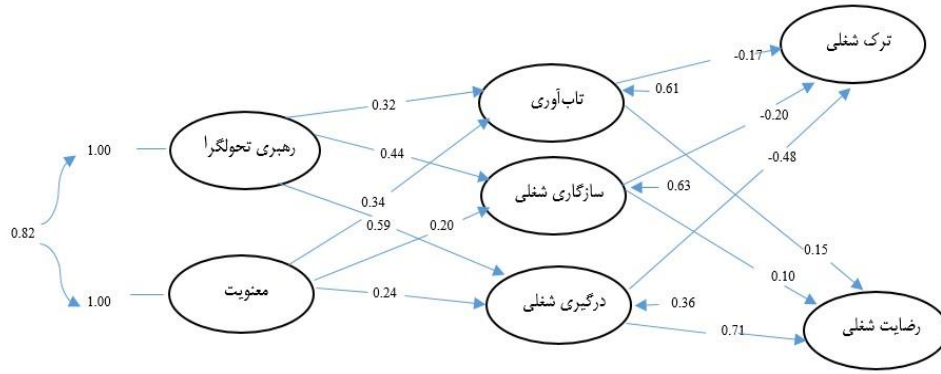 ترک شغلی
-0.17
تاب‌آوری
0.61
0.32
-0.20
رهبری تحولگرا
1.00
0.44
-0.48
سازگاری شغلی
0.63
0.34
0.59
0.20
0.82
0.15
0.10
معنویت
1.00
0.24
درگیری شغلی
0.36
0.71
رضایت شغلی